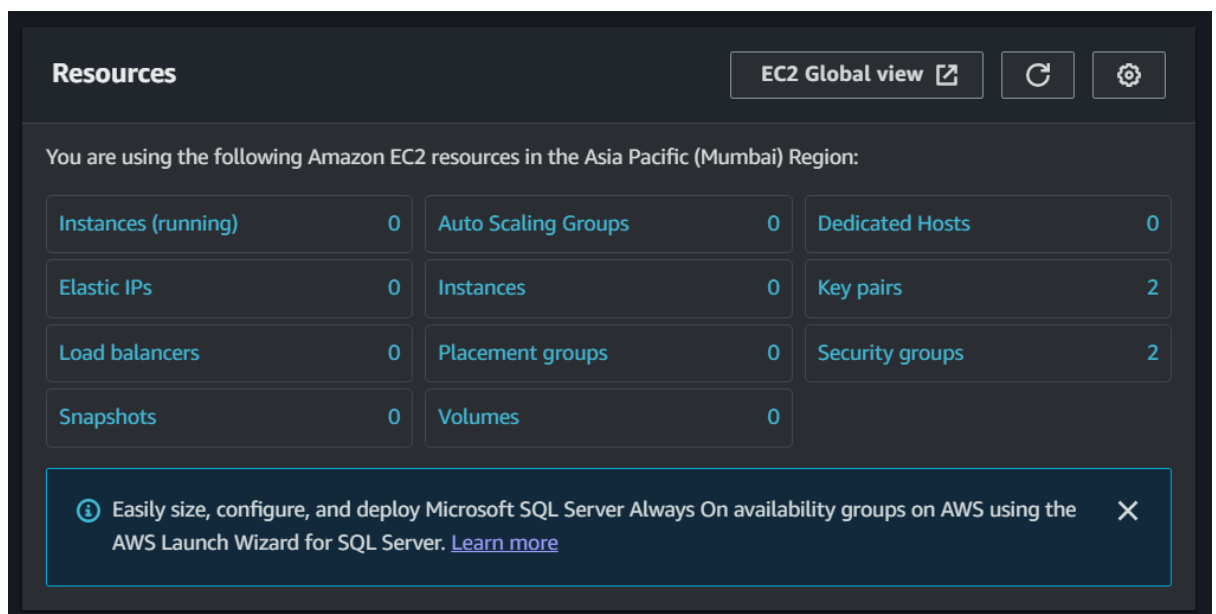 Resources
EC2 Global view
You are using the following Amazon EC2 resources in the Asia Pacific (Mumbai) Region:
Instances (running) 0 Auto Scaling Groups 0 Dedicated Hosts 0
Elastic IPs 0 Instances 0 Key pairs 2
Load balancers 0 Placement groups 0 Security groups 2
Snapshots 0 Volumes 0
Easily size, configure, and deploy Microsoft SQL Server Always On availability groups on AWS using the
AWS Launch Wizard for SQL Server. Learn more